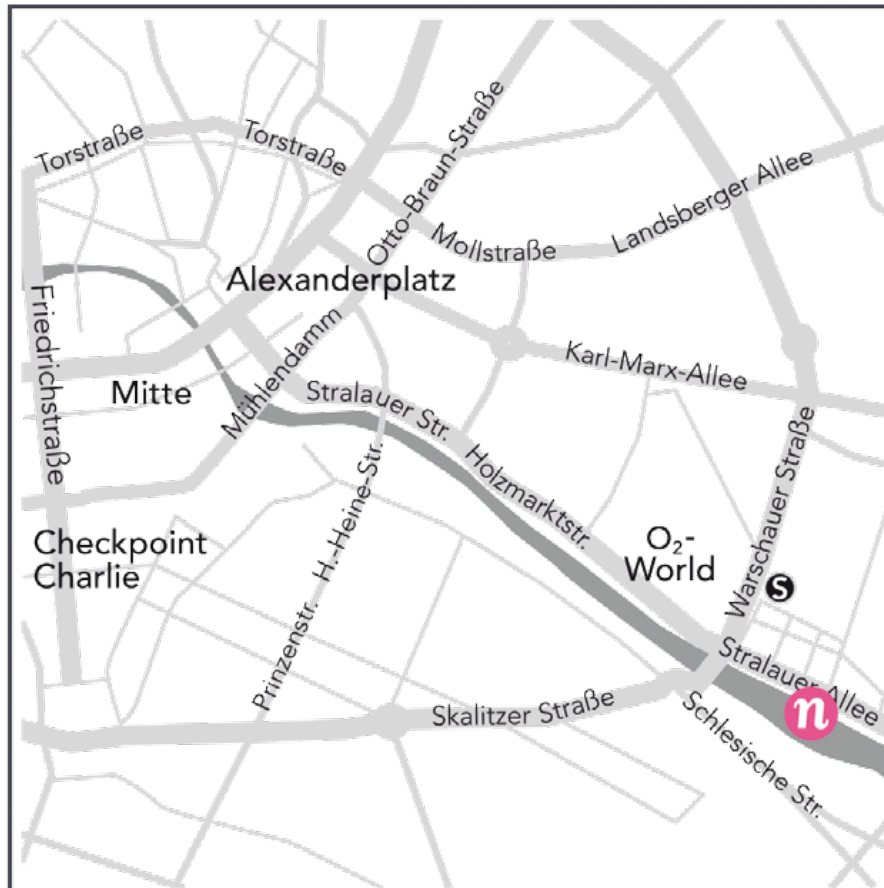 Torstraße
Torstraße
Otto-Braun-Straße
Mollstraße
Landsberger Allee
Alexanderplatz
Friedrichstraße
Mühlendamm
Karl-Marx-Allee
Mitte
Stralauer Str.
Holzmarktstr.
Warschauer Straße
H.-Heine-Str.
Checkpoint
Charlie
O₂-
World
S
Prinzenstr.
Stralauer Allee
n
Skalitzer Straße
Schlesische Str.